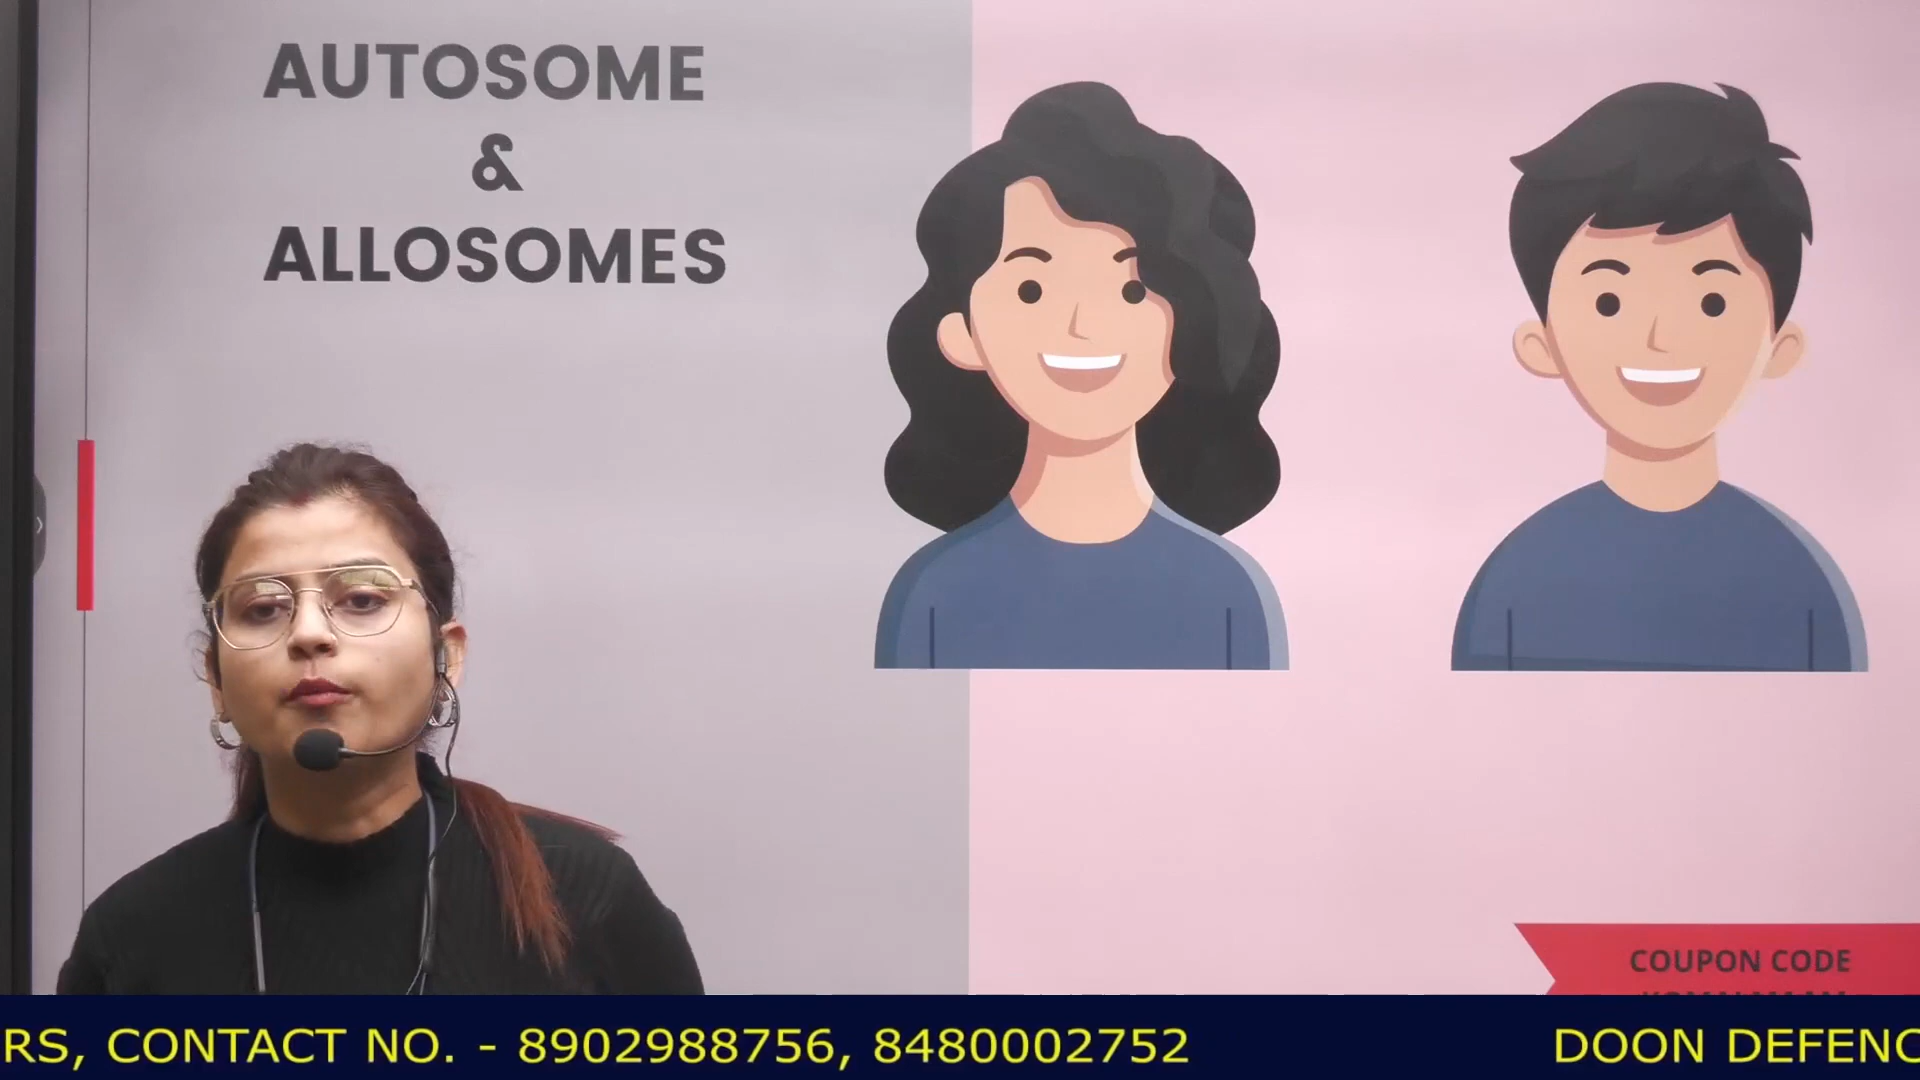 AUTOSOME
&
ALLOSOMES
COUPON CODE
RS, CONTACT NO. - 8902988756, 8480002752
DOON DEFENC